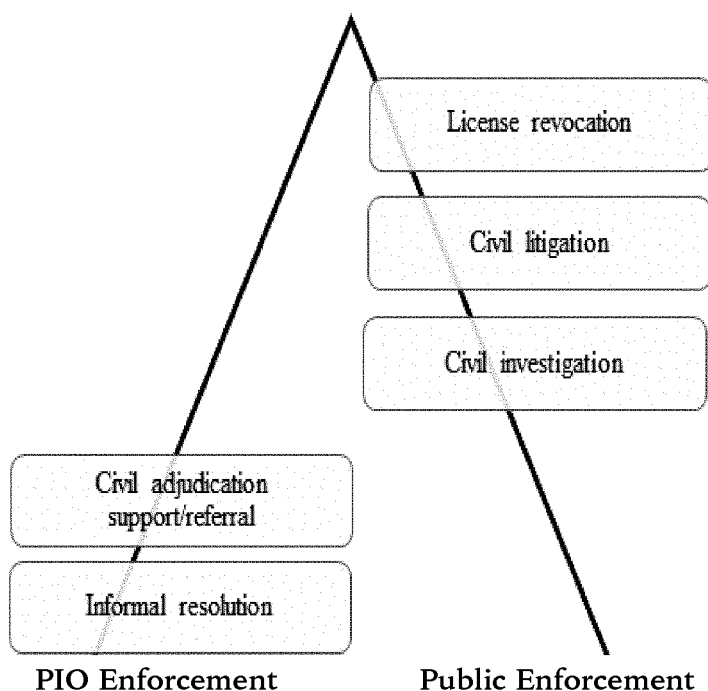 License revocation
Civil litigation
Civil investigation
Civil adjudication
support/referral
Informal resolution
PIO Enforcement
Public Enforcement